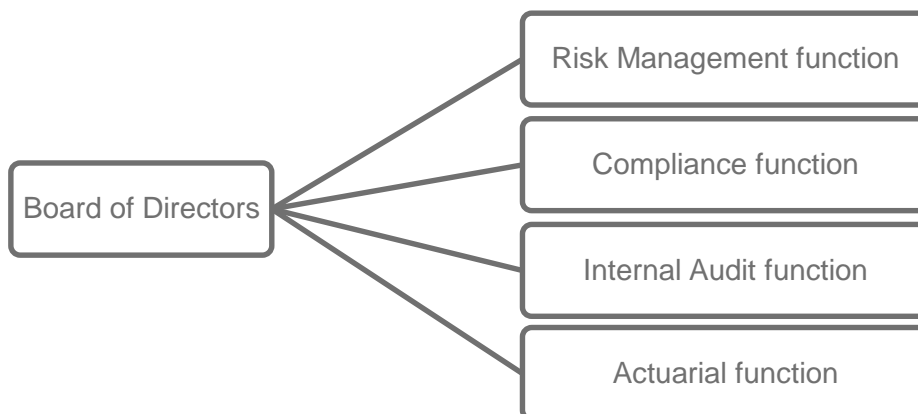 Risk Management function
Compliance function
Board of Directors
Internal Audit function
Actuarial function